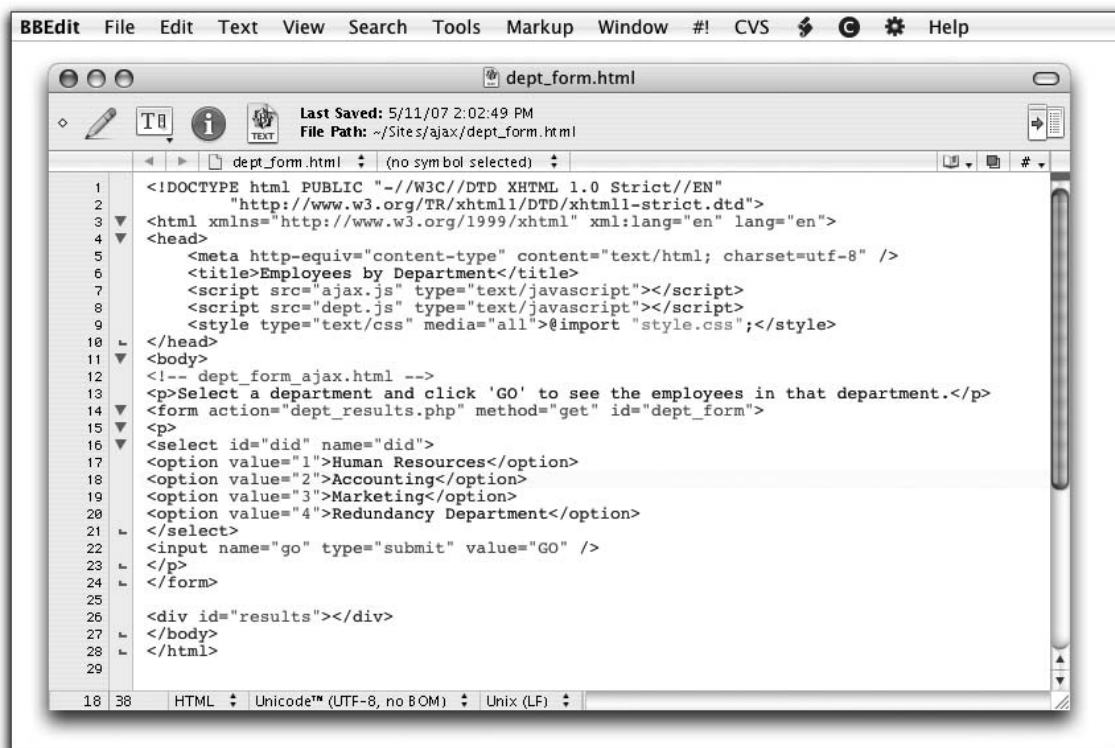 BBEdit File Edit Text View Search Tools Markup Window #! CVS Help
dept_form.html
Last Saved: 5/11/07 2:02:49 PM
File Path: ~/Sites/ajax/dept_form.html
TEXT
dept_form.html (no symbol selected) #
1 <!DOCTYPE html PUBLIC "-//W3C//DTD XHTML 1.0 Strict//EN"
2 "http://www.w3.org/TR/xhtml1/DTD/xhtml1-strict.dtd">
3 <html xmlns="http://www.w3.org/1999/xhtml" xml:lang="en" lang="en">
4 <head>
5 <meta http-equiv="content-type" content="text/html; charset=utf-8" />
6 <title>Employees by Department</title>
7 <script src="ajax.js" type="text/javascript"></script>
8 <script src="dept.js" type="text/javascript"></script>
9 <style type="text/css" media="all">@import "style.css";</style>
10 </head>
11 <body>
12 <!-- dept_form_ajax.html -->
13 <p>Select a department and click 'GO' to see the employees in that department.</p>
14 <form action="dept_results.php" method="get" id="dept_form">
15 <p>
16 <select id="did" name="did">
17 <option value="1">Human Resources</option>
18 <option value="2">Accounting</option>
19 <option value="3">Marketing</option>
20 <option value="4">Redundancy Department</option>
21 </select>
22 <input name="go" type="submit" value="GO" />
23 </p>
24 </form>
25
26 <div id="results"></div>
27 </body>
28 </html>
29
18 38 HTML Unicode™ (UTF-8, no BOM) Unix (LF)